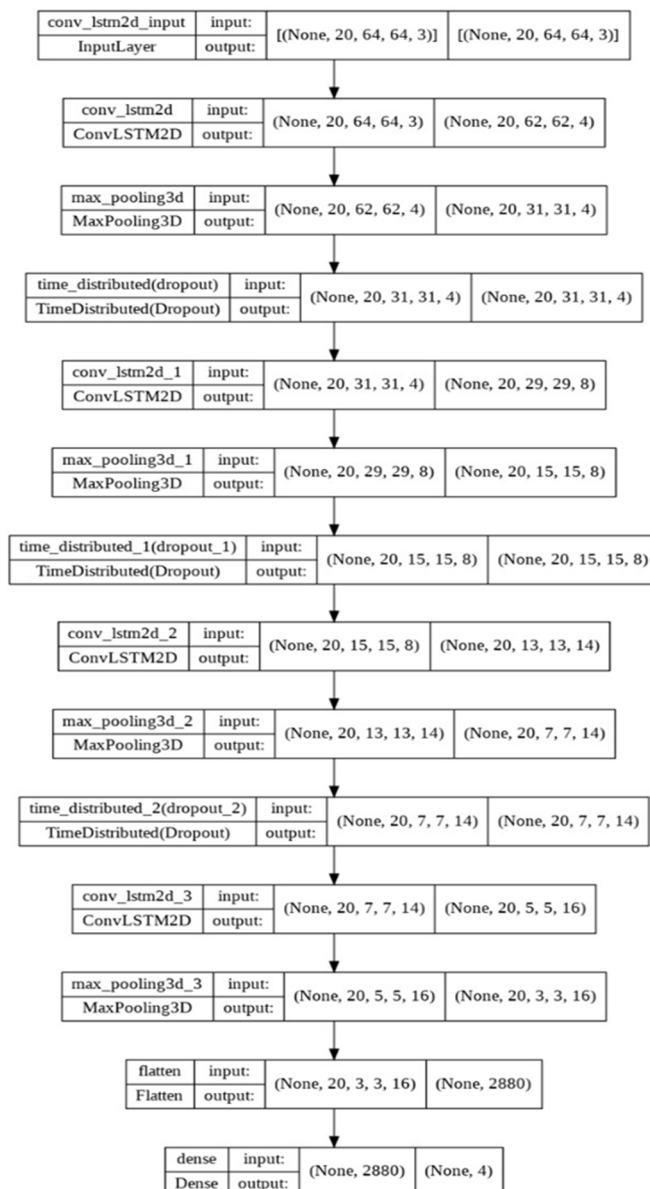 conv_lstm2d_input input: [(None, 20, 64, 64, 3)] [(None, 20, 64, 64, 3)]
InputLayer output:
conv_lstm2d input: (None, 20, 64, 64, 3) (None, 20, 62, 62, 4)
ConvLSTM2D output:
max_pooling3d input: (None, 20, 62, 62, 4) (None, 20, 31, 31, 4)
MaxPooling3D output:
time_distributed(dropout) input: (None, 20, 31, 31, 4) (None, 20, 31, 31, 4)
TimeDistributed(Dropout) output:
conv_lstm2d_1 input: (None, 20, 31, 31, 4) (None, 20, 29, 29, 8)
ConvLSTM2D output:
max_pooling3d_1 input: (None, 20, 29, 29, 8) (None, 20, 15, 15, 8)
MaxPooling3D output:
time_distributed_1(dropout_1) input: (None, 20, 15, 15, 8) (None, 20, 15, 15, 8)
TimeDistributed(Dropout) output:
conv_lstm2d_2 input: (None, 20, 15, 15, 8) (None, 20, 13, 13, 14)
ConvLSTM2D output:
max_pooling3d_2 input: (None, 20, 13, 13, 14) (None, 20, 7, 7, 14)
MaxPooling3D output:
time_distributed_2(dropout_2) input: (None, 20, 7, 7, 14) (None, 20, 7, 7, 14)
TimeDistributed(Dropout) output:
conv_lstm2d_3 input: (None, 20, 7, 7, 14) (None, 20, 5, 5, 16)
ConvLSTM2D output:
max_pooling3d_3 input: (None, 20, 5, 5, 16) (None, 20, 3, 3, 16)
MaxPooling3D output:
flatten input: (None, 20, 3, 3, 16) (None, 2880)
Flatten output:
dense input: (None, 2880) (None, 4)
Dense output: